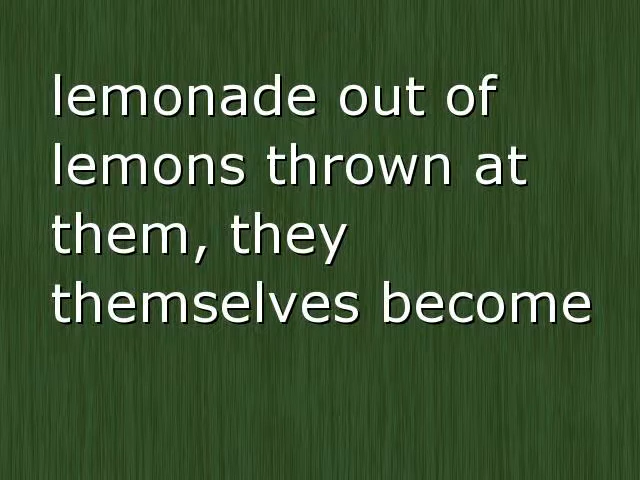 lemonade out of
lemons thrown at
them, they
themselves become